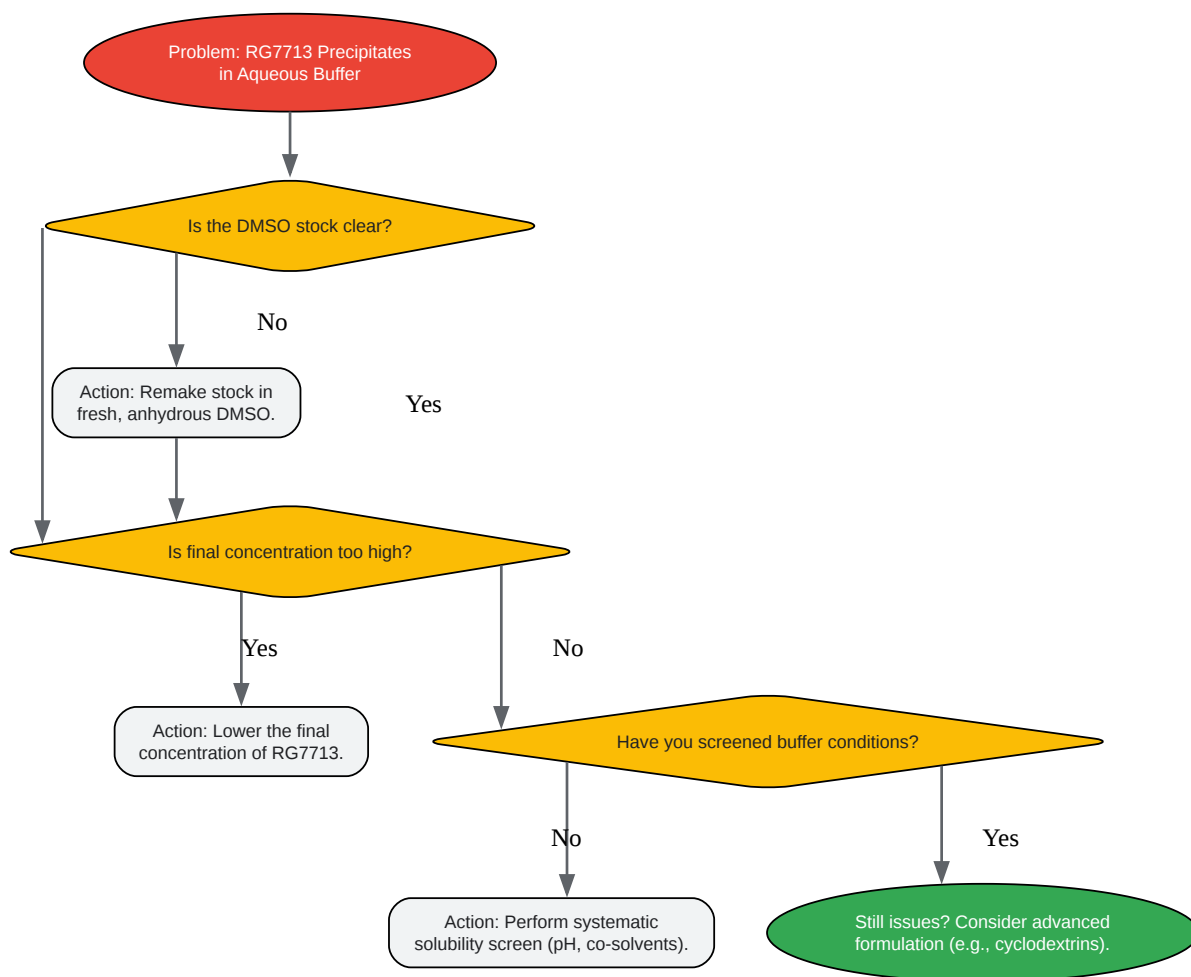 Problem: RG7713 Precipitates
in Aqueous Buffer
Is the DMSO stock clear?
No
Action: Remake stock in
fresh, anhydrous DMSO.
Yes
Is final concentration too high?
Yes
No
Action: Lower the final
concentration of RG7713.
Have you screened buffer conditions?
No
Yes
Action: Perform systematic
solubility screen (pH, co-solvents).
Still issues? Consider advanced
formulation (e.g., cyclodextrins).